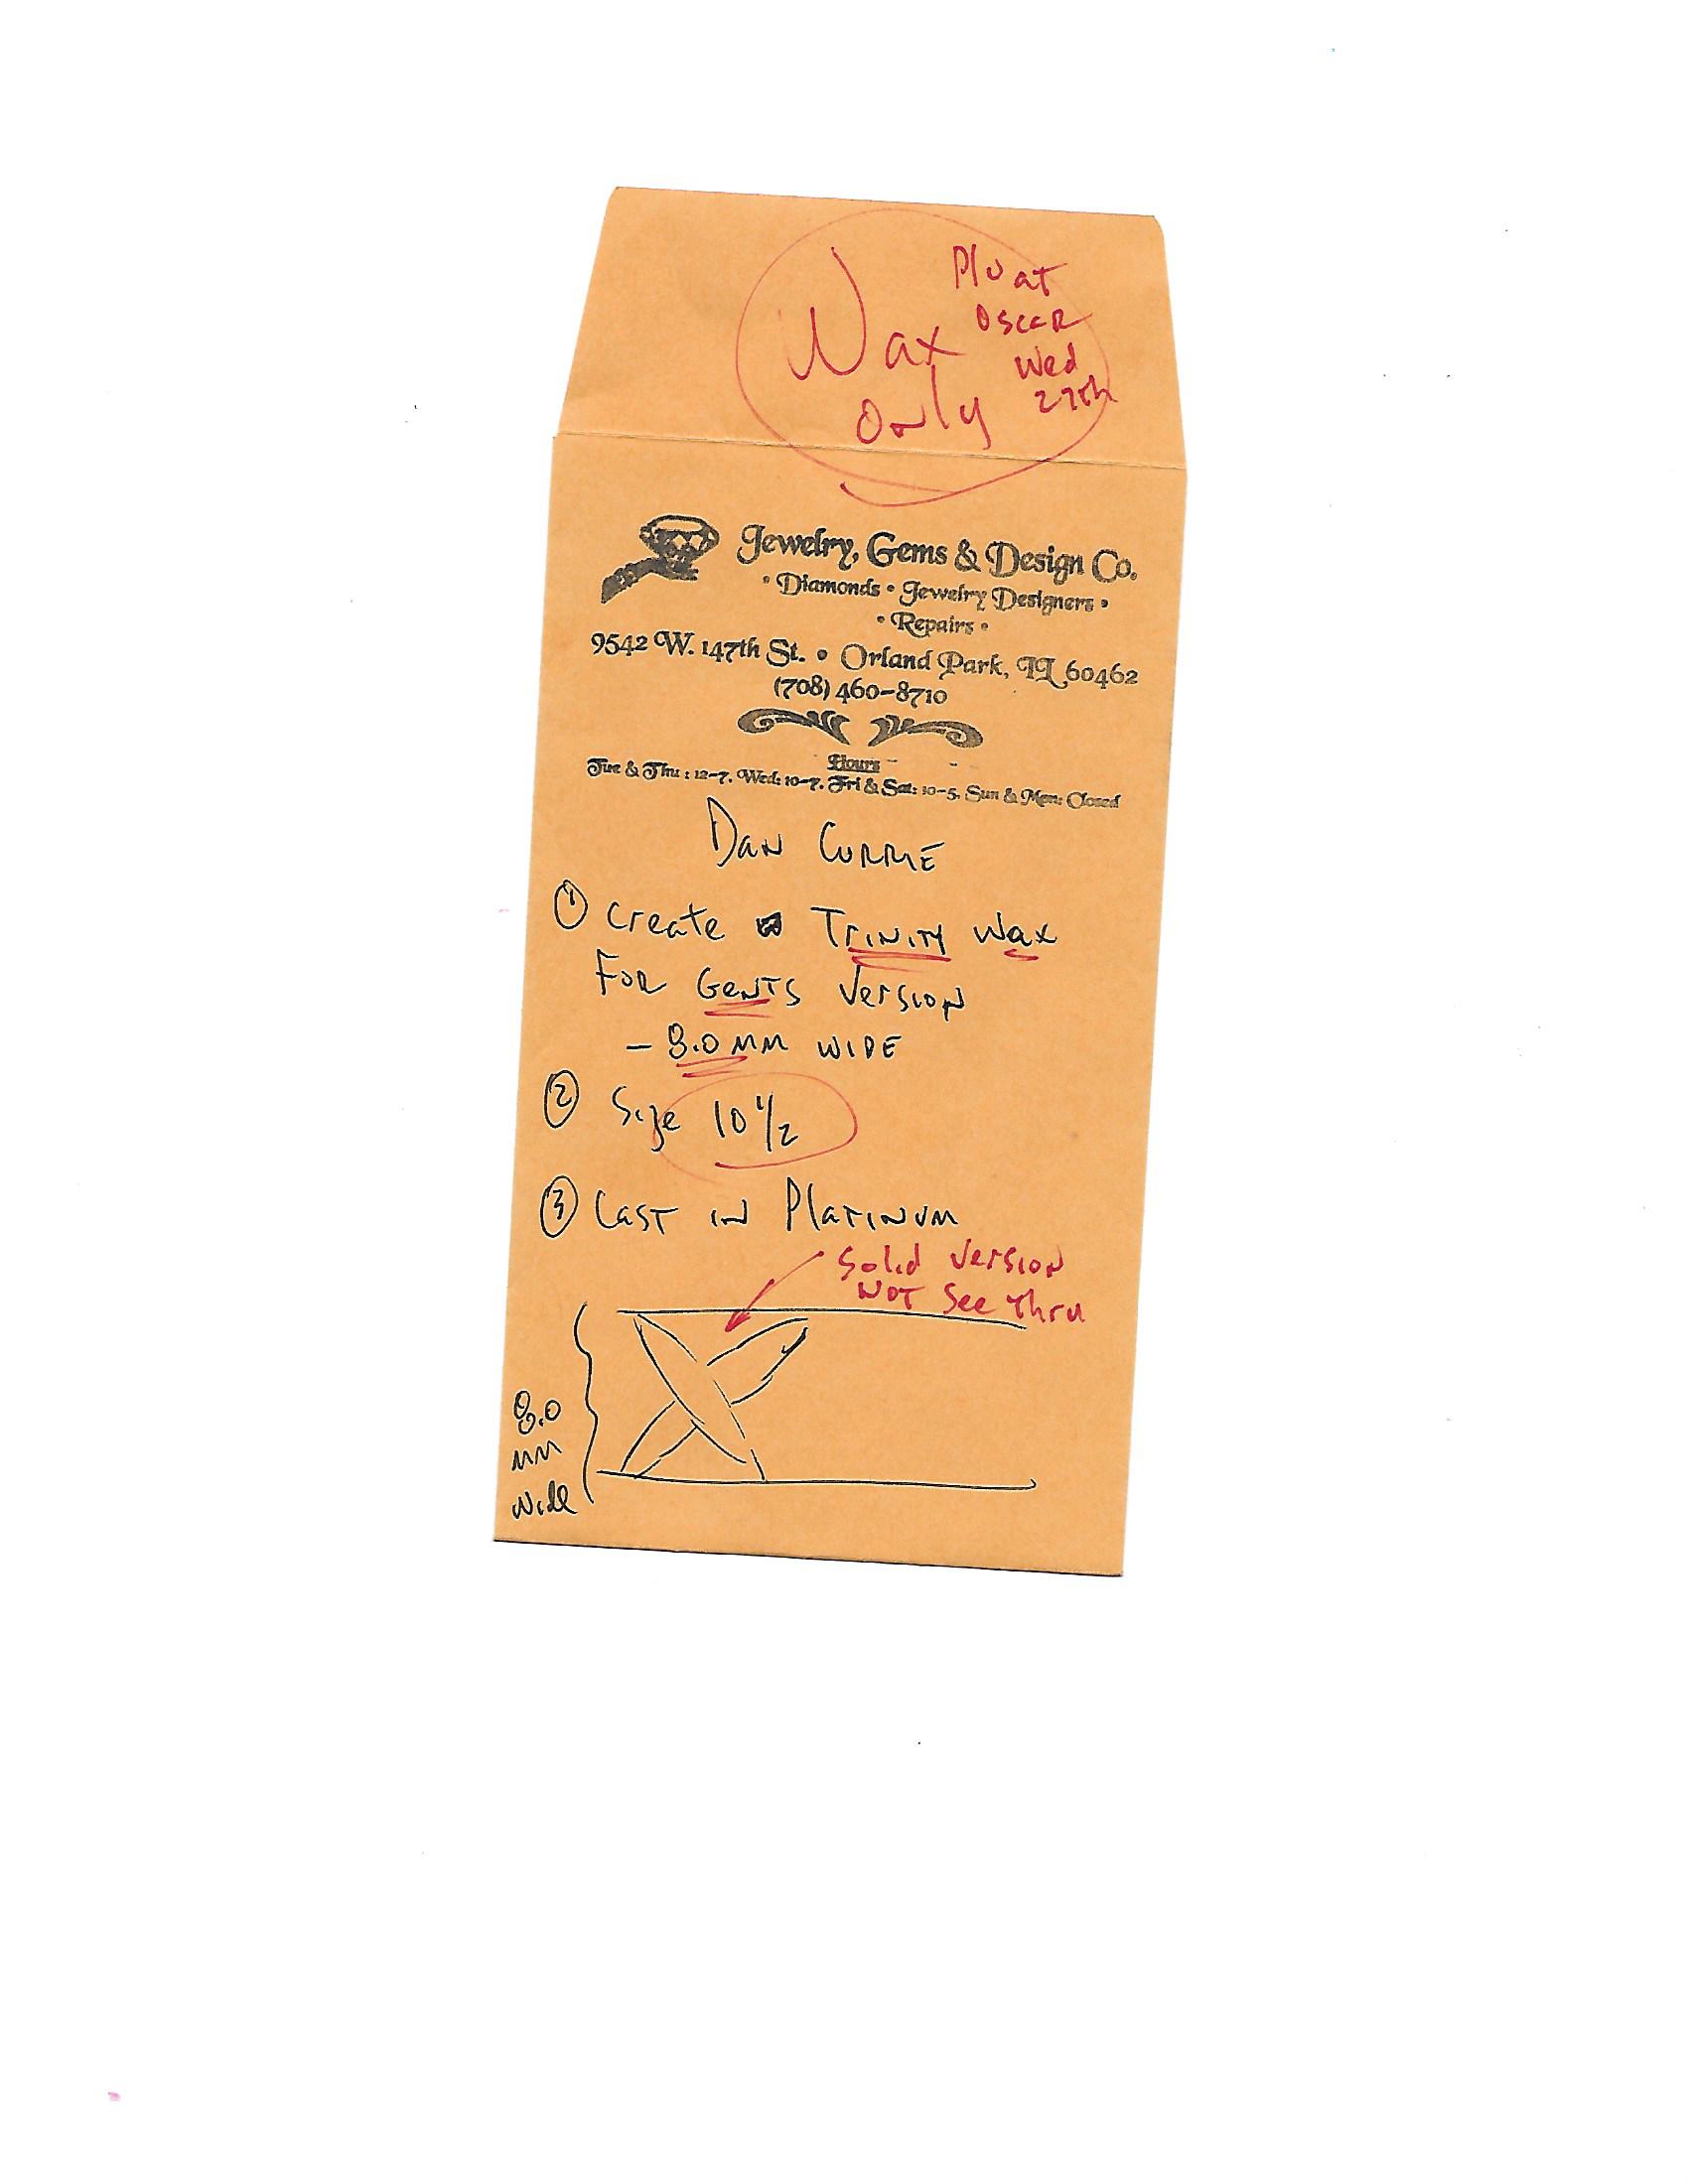 Wax
only
P/U at
Oscar
Wed
27th
Jewelry, Gems & Design Co.
• Diamonds • Jewelry Designers •
• Repairs •
9542 W. 147th St. • Orland Park, IL 60462
(708) 460-8710
Hours
Tue & Thu : 12-7, Wed: 10-7, Fri & Sat: 10-5, Sun & Mon: Closed
DAN CURRIE
① Create TRINITY Wax
FOR GENTS Version
- 8.0 MM WIDE
② Size 10 1/2
③ CAST IN PLATINUM
Solid Version
NOT See Thru
8.0
MM
Wide